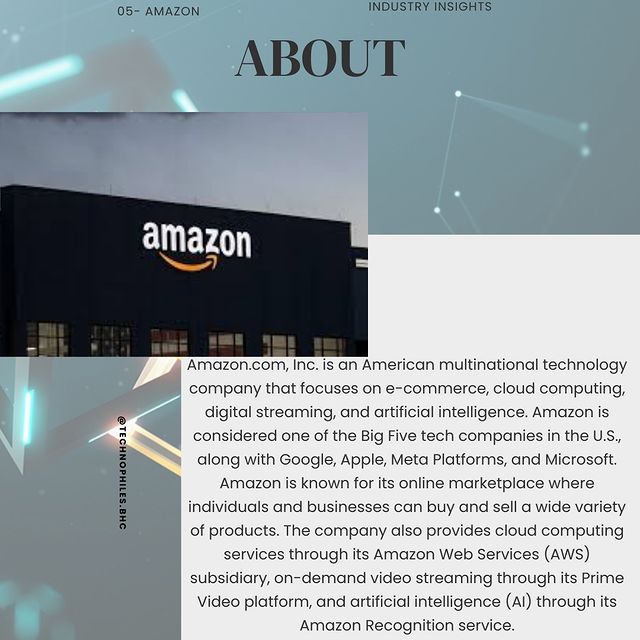 05- AMAZON
INDUSTRY INSIGHTS
ABOUT
amazon
Amazon.com, Inc. is an American multinational technology
company that focuses on e-commerce, cloud computing,
digital streaming, and artificial intelligence. Amazon is
considered one of the Big Five tech companies in the U.S.,
along with Google, Apple, Meta Platforms, and Microsoft.
Amazon is known for its online marketplace where
individuals and businesses can buy and sell a wide variety
of products. The company also provides cloud computing
services through its Amazon Web Services (AWS)
subsidiary, on-demand video streaming through its Prime
Video platform, and artificial intelligence (AI) through its
Amazon Recognition service.
@TECHNOPHILES.BHC